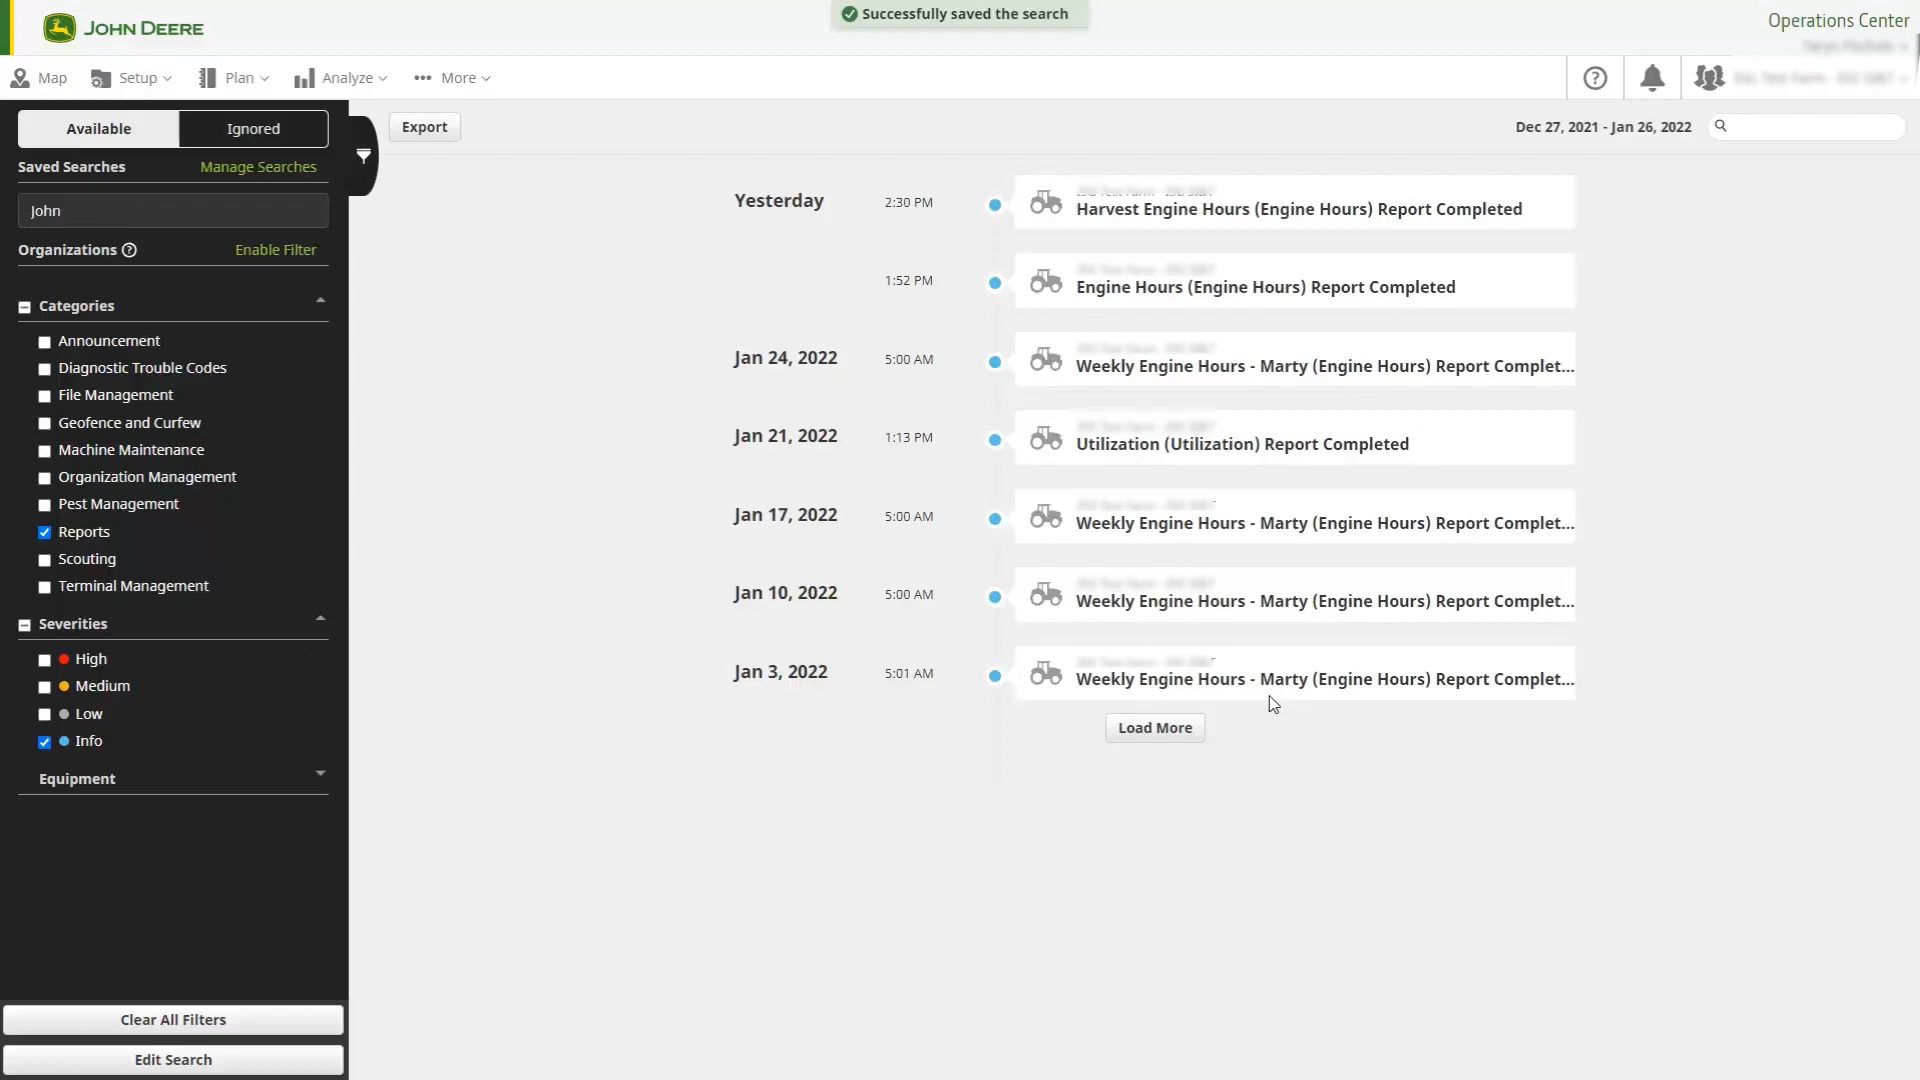 Successfully saved the search
JOHN DEERE
Operations Center
Map
Setup
Plan
Analyze
More
Available
Ignored
Saved Searches
Manage Searches
John
Organizations
Enable Filter
Categories
Announcement
Diagnostic Trouble Codes
File Management
Geofence and Curfew
Machine Maintenance
Organization Management
Pest Management
Reports
Scouting
Terminal Management
Severities
High
Medium
Low
Info
Equipment
Clear All Filters
Edit Search
Export
Dec 27, 2021 - Jan 26, 2022
Yesterday 2:30 PM
Harvest Engine Hours (Engine Hours) Report Completed
1:52 PM
Engine Hours (Engine Hours) Report Completed
Jan 24, 2022 5:00 AM
Weekly Engine Hours - Marty (Engine Hours) Report Complet...
Jan 21, 2022 1:13 PM
Utilization (Utilization) Report Completed
Jan 17, 2022 5:00 AM
Weekly Engine Hours - Marty (Engine Hours) Report Complet...
Jan 10, 2022 5:00 AM
Weekly Engine Hours - Marty (Engine Hours) Report Complet...
Jan 3, 2022 5:01 AM
Weekly Engine Hours - Marty (Engine Hours) Report Complet...
Load More